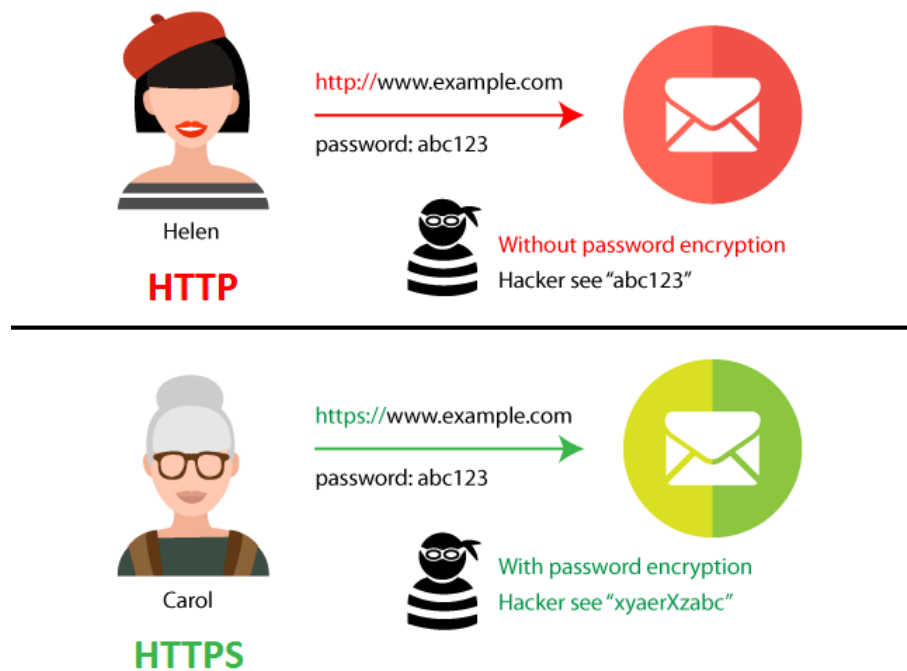 http://www.example.com
password: abc123
Helen
HTTP
Without password encryption
Hacker see “abc123”
https://www.example.com
password: abc123
Carol
HTTPS
With password encryption
Hacker see “xyaerXzabc”